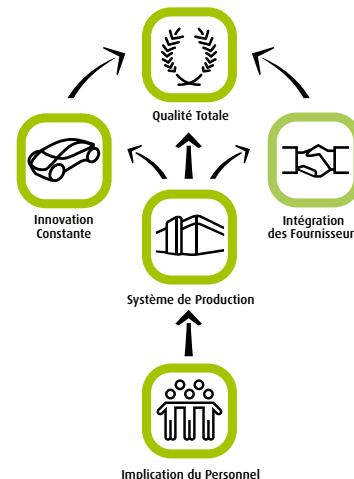 Qualité Totale
Innovation
Constante
Intégration
des Fournisseur
Système de Production
Implication du Personnel